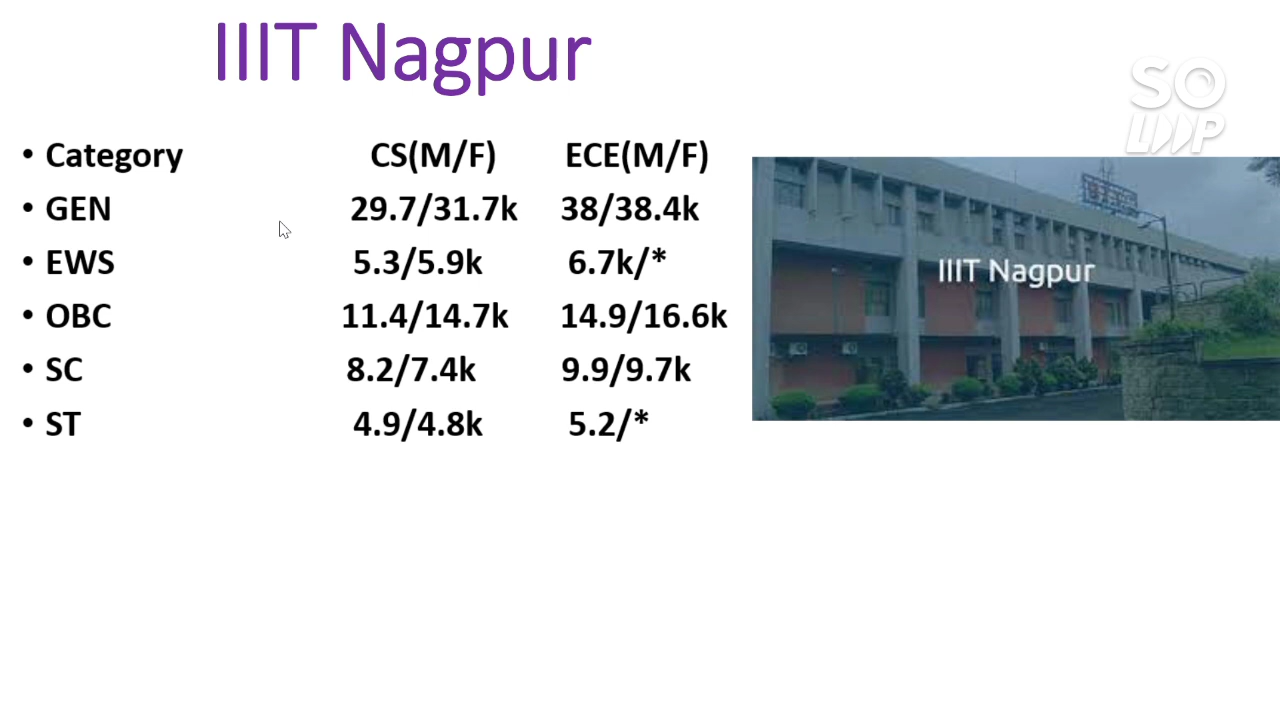 IIIT Nagpur
SO
LIIP
• Category CS(M/F) ECE(M/F)
• GEN 29.7/31.7k 38/38.4k
• EWS 5.3/5.9k 6.7k/*
• OBC 11.4/14.7k 14.9/16.6k
• SC 8.2/7.4k 9.9/9.7k
• ST 4.9/4.8k 5.2/*
IIIT Nagpur